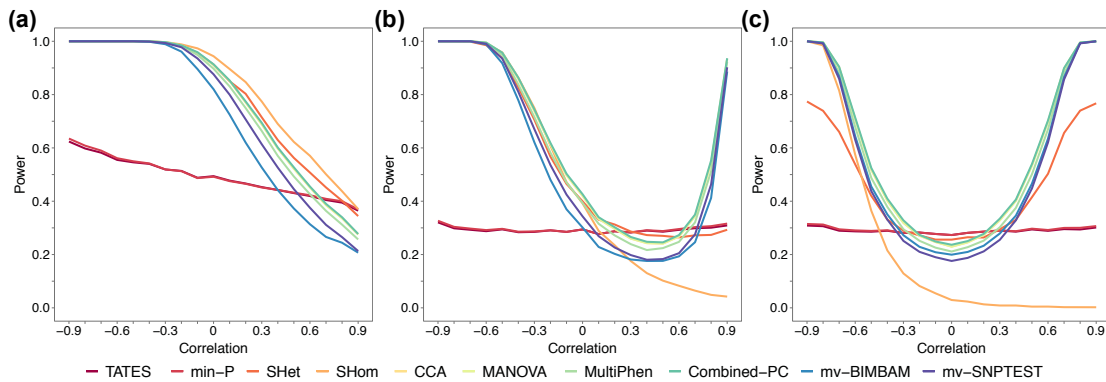 (a) (b) (c)
1.0 1.0 1.0
0.8 0.8 0.8
0.6 0.6 0.6
Power Power Power
0.4 0.4 0.4
0.2 0.2 0.2
0.0 0.0 0.0
−0.9 −0.6 −0.3 0 0.3 0.6 0.9 −0.9 −0.6 −0.3 0 0.3 0.6 0.9 −0.9 −0.6 −0.3 0 0.3 0.6 0.9
Correlation Correlation Correlation
TATES min−P SHet SHom CCA MANOVA MultiPhen Combined−PC mv−BIMBAM mv−SNPTEST